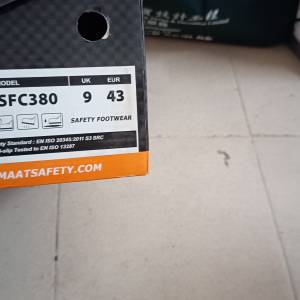 MODEL UK EUR
SFC380 9 43
SAFETY FOOTWEAR
Standard : EN ISO 20345:2011 S3 SRC
-slip Tested to EN ISO 13287
MAATSAFETY.COM